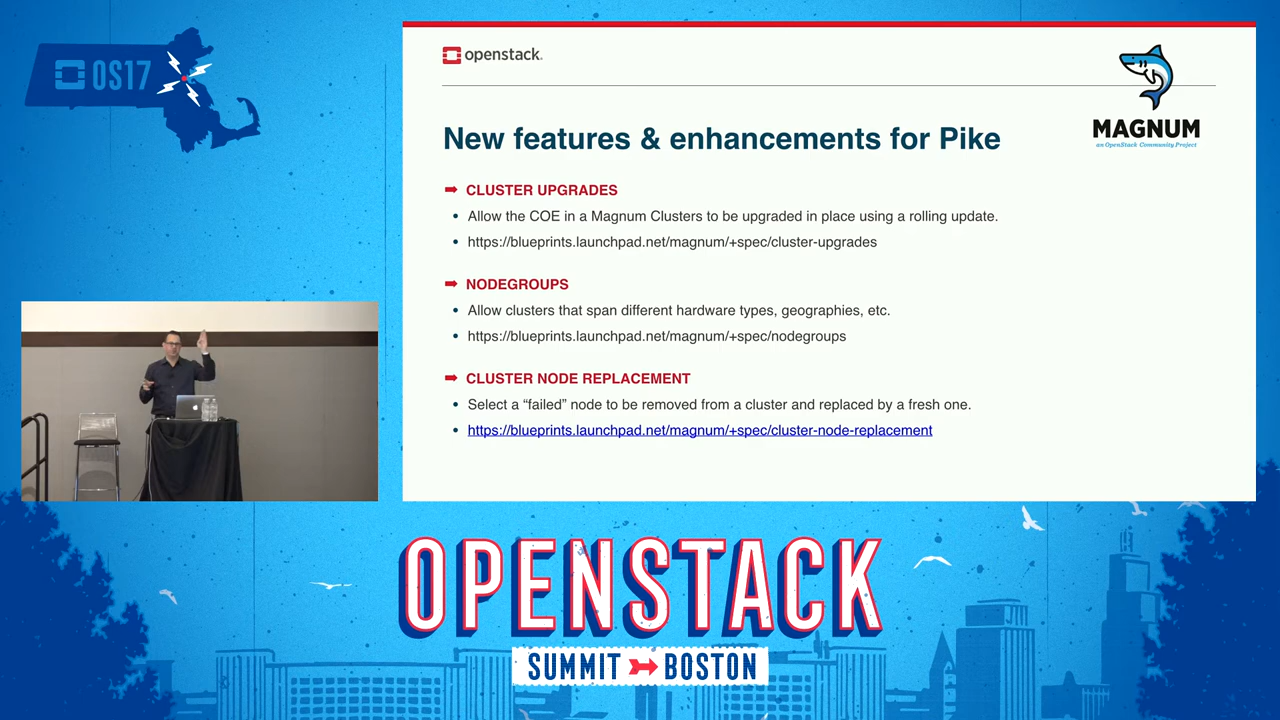 OS17
openstack.
MAGNUM
an OpenStack Community Project
New features & enhancements for Pike
➡ CLUSTER UPGRADES
• Allow the COE in a Magnum Clusters to be upgraded in place using a rolling update.
• https://blueprints.launchpad.net/magnum/+spec/cluster-upgrades
➡ NODEGROUPS
• Allow clusters that span different hardware types, geographies, etc.
• https://blueprints.launchpad.net/magnum/+spec/nodegroups
➡ CLUSTER NODE REPLACEMENT
• Select a “failed” node to be removed from a cluster and replaced by a fresh one.
• https://blueprints.launchpad.net/magnum/+spec/cluster-node-replacement
OPENSTACK
SUMMIT BOSTON